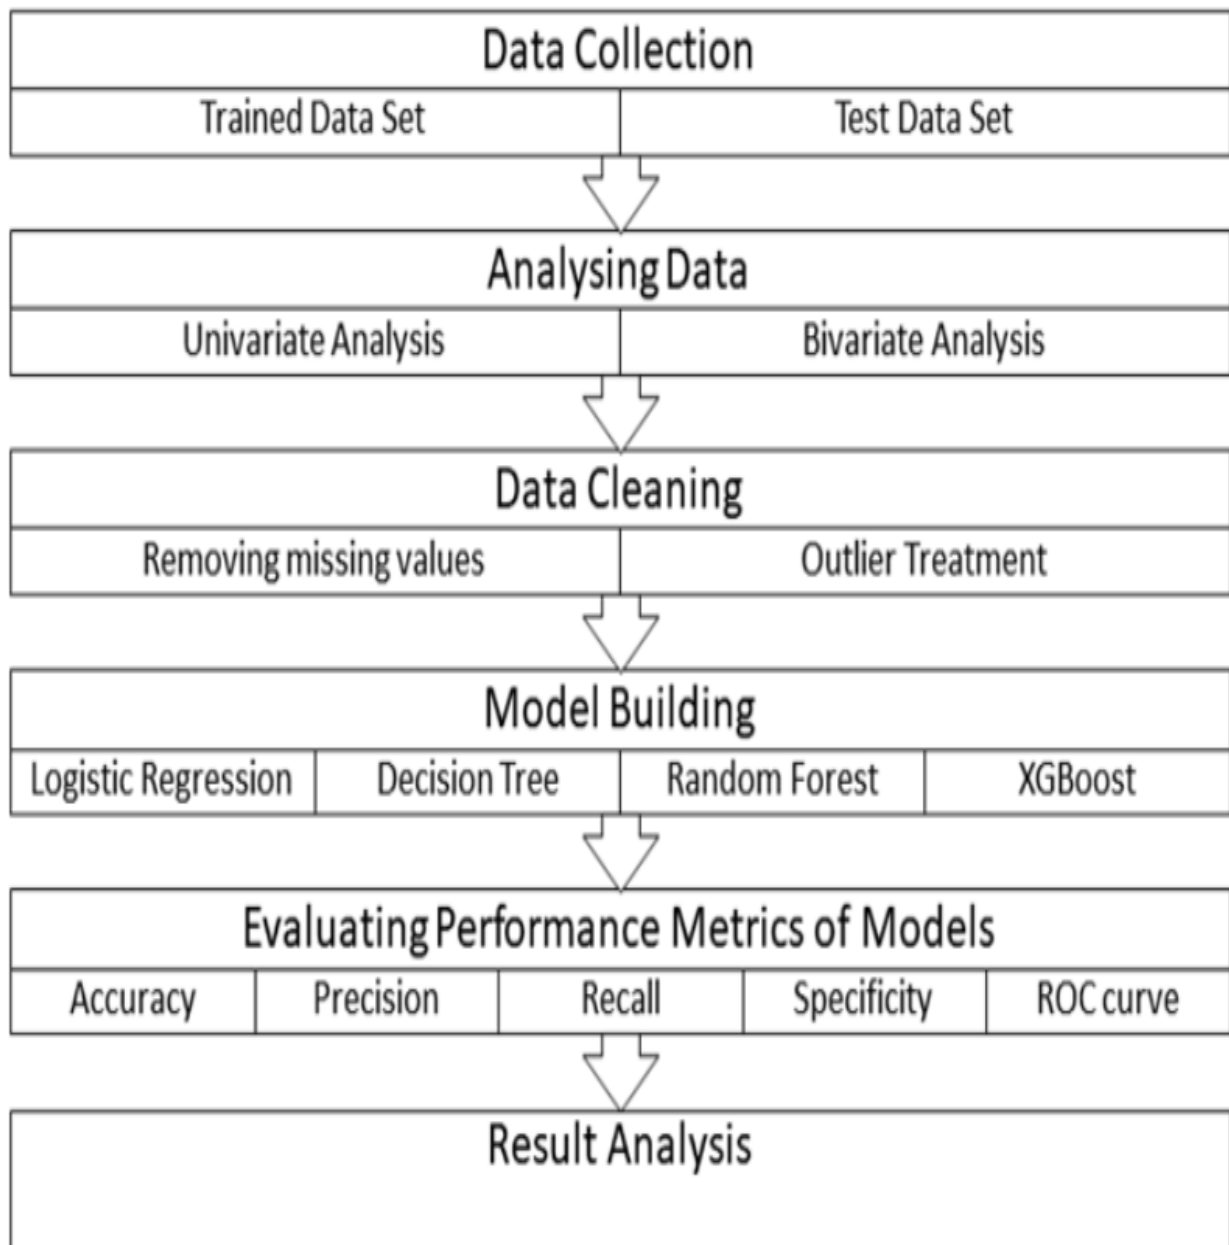 Data Collection
Trained Data Set
Test Data Set
Analysing Data
Univariate Analysis
Bivariate Analysis
Data Cleaning
Removing missing values
Outlier Treatment
Model Building
Logistic Regression
Decision Tree
Random Forest
XGBoost
Evaluating Performance Metrics of Models
Accuracy
Precision
Recall
Specificity
ROC curve
Result Analysis